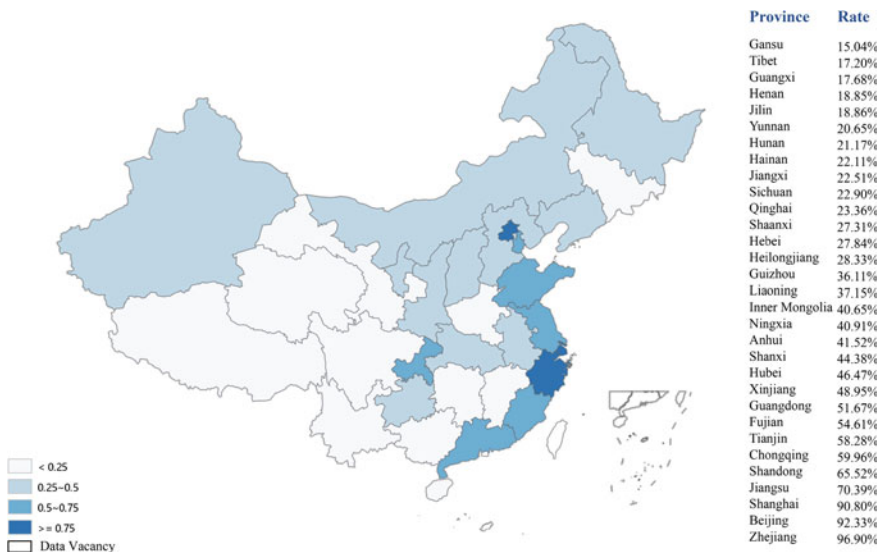 Province Rate
Gansu 15.04%
Tibet 17.20%
Guangxi 17.68%
Henan 18.85%
Jilin 18.86%
Yunnan 20.65%
Hunan 21.17%
Hainan 22.11%
Jiangxi 22.51%
Sichuan 22.90%
Qinghai 23.36%
Shaanxi 27.31%
Hebei 27.84%
Heilongjiang 28.33%
Guizhou 36.11%
Liaoning 37.15%
Inner Mongolia 40.65%
Ningxia 40.91%
Anhui 41.52%
Shanxi 44.38%
Hubei 46.47%
Xinjiang 48.95%
Guangdong 51.67%
Fujian 54.61%
Tianjin 58.28%
Chongqing 59.96%
Shandong 65.52%
Jiangsu 70.39%
Shanghai 90.80%
Beijing 92.33%
Zhejiang 96.90%
< 0.25
0.25~0.5
0.5~0.75
>= 0.75
Data Vacancy